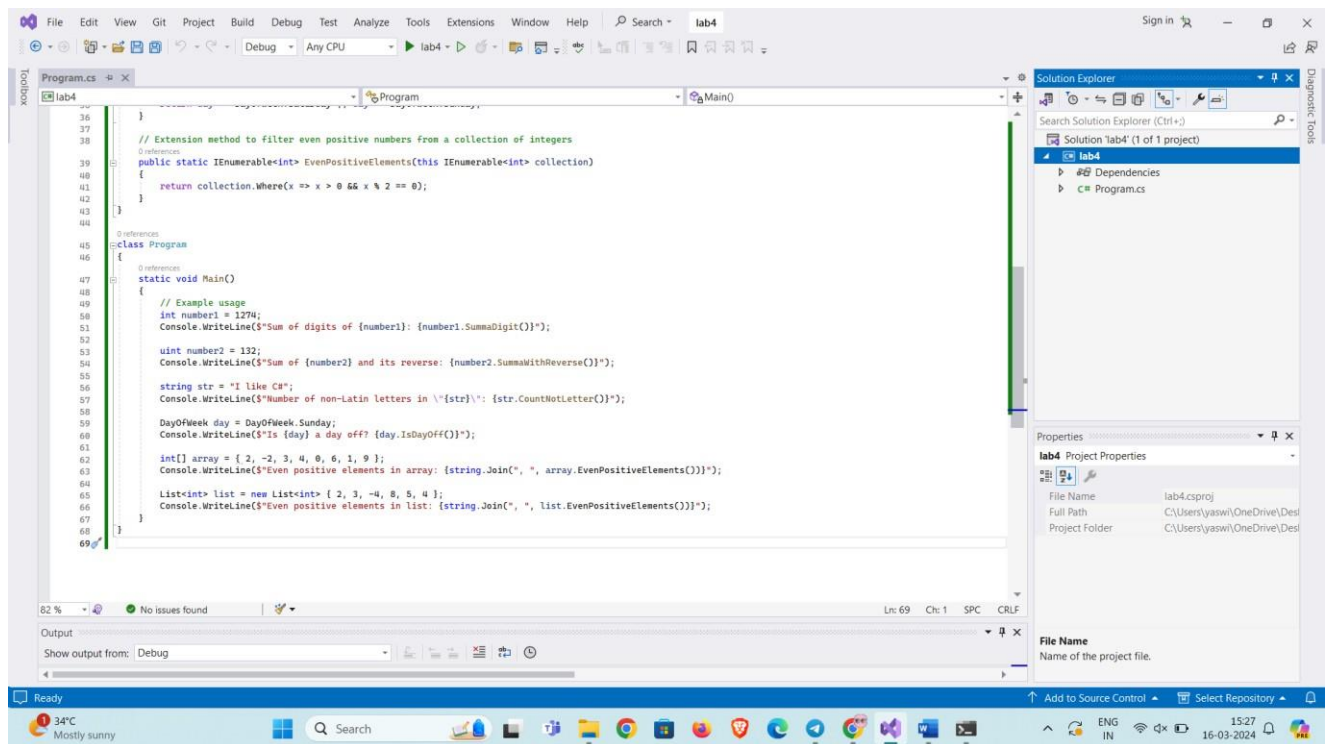 File Edit View Git Project Build Debug Test Analyze Tools Extensions Window Help Search lab4 Sign in
Debug Any CPU lab4
Toolbox
Program.cs
lab4 Program Main()
36 }
37
38 // Extension method to filter even positive numbers from a collection of integers
0 references
39 public static IEnumerable<int> EvenPositiveElements(this IEnumerable<int> collection)
40 {
41 return collection.Where(x => x > 0 && x % 2 == 0);
42 }
43 }
44
0 references
45 class Program
46 {
0 references
47 static void Main()
48 {
49 // Example usage
50 int number1 = 1274;
51 Console.WriteLine($"Sum of digits of {number1}: {number1.SummaDigit()}");
52
53 uint number2 = 132;
54 Console.WriteLine($"Sum of {number2} and its reverse: {number2.SummaWithReverse()}");
55
56 string str = "I like C#";
57 Console.WriteLine($"Number of non-Latin letters in \"{str}\": {str.CountNotLetter()}");
58
59 DayOfWeek day = DayOfWeek.Sunday;
60 Console.WriteLine($"Is {day} a day off? {day.IsDayOff()}");
61
62 int[] array = { 2, -2, 3, 4, 0, 6, 1, 9 };
63 Console.WriteLine($"Even positive elements in array: {string.Join(", ", array.EvenPositiveElements())}");
64
65 List<int> list = new List<int> { 2, 3, -4, 8, 5, 4 };
66 Console.WriteLine($"Even positive elements in list: {string.Join(", ", list.EvenPositiveElements())}");
67 }
68 }
69
82 % No issues found Ln: 69 Ch: 1 SPC CRLF
Output
Show output from: Debug
Solution Explorer
Search Solution Explorer (Ctrl+;)
Solution 'lab4' (1 of 1 project)
lab4
Dependencies
C# Program.cs
Diagnostic Tools
Properties
lab4 Project Properties
File Name lab4.csproj
Full Path C:\Users\yaswi\OneDrive\Des
Project Folder C:\Users\yaswi\OneDrive\Des
File Name
Name of the project file.
Ready Add to Source Control Select Repository
34°C
Mostly sunny
Search
ENG
IN
15:27
16-03-2024